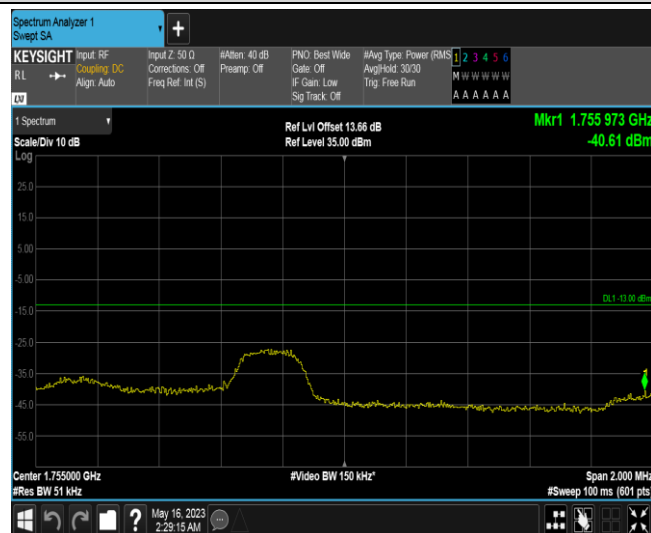 Spectrum Analyzer 1
Swept SA
+
KEYSIGHT
RL
Input: RF
Coupling: DC
Align: Auto
Input Z: 50 Ω
Corrections: Off
Freq Ref: Int (S)
#Atten: 40 dB
Preamp: Off
PNO: Best Wide
Gate: Off
IF Gain: Low
Sig Track: Off
#Avg Type: Power (RMS
Avg|Hold: 30/30
Trig: Free Run
1 2 3 4 5 6
M W W W W W
A A A A A A
LXI
1 Spectrum
Scale/Div 10 dB
Log
Ref Lvl Offset 13.66 dB
Ref Level 35.00 dBm
Mkr1 1.755 973 GHz
-40.61 dBm
25.0
15.0
5.00
-5.00
DL1 -13.00 dBm
-15.0
-25.0
-35.0
1
-45.0
-55.0
Center 1.755000 GHz
#Res BW 51 kHz
#Video BW 150 kHz*
Span 2.000 MHz
#Sweep 100 ms (601 pts)
?
May 16, 2023
2:29:15 AM